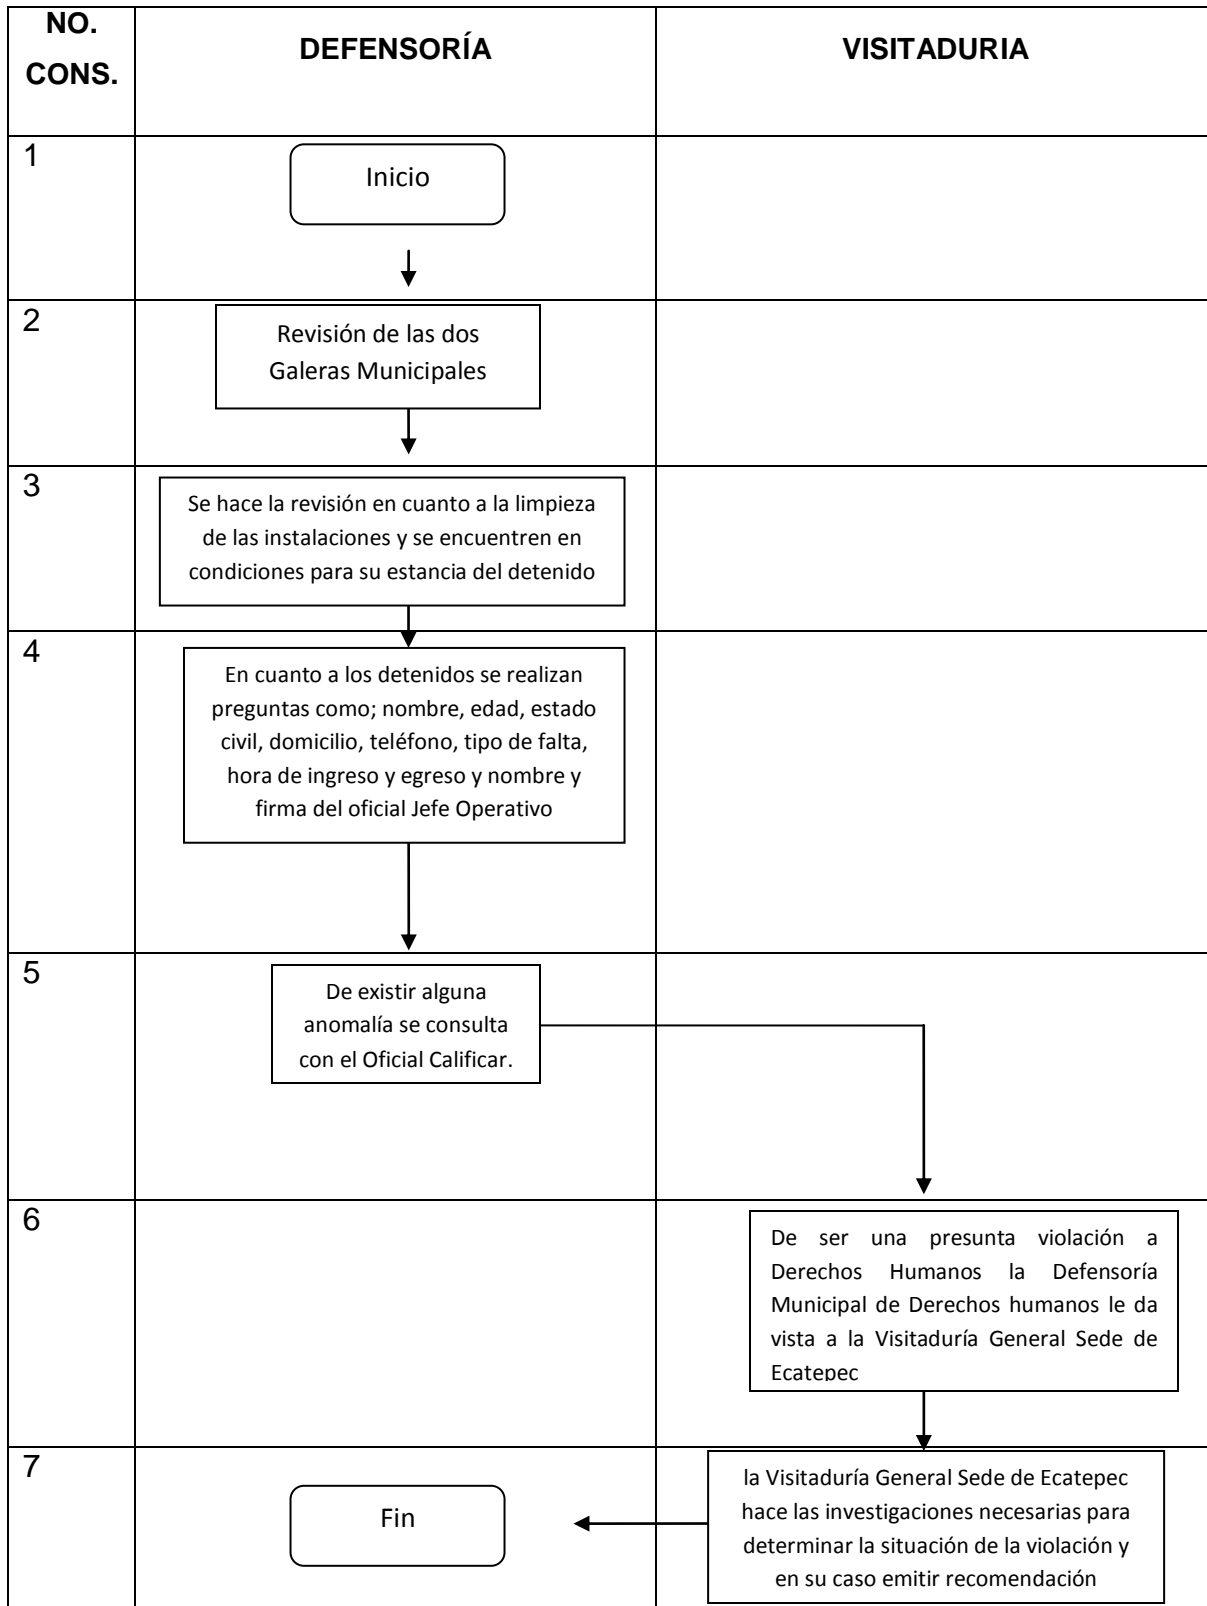 NO.
CONS.
DEFENSORÍA
VISITADURIA
1
Inicio
2
Revisión de las dos
Galeras Municipales
3
Se hace la revisión en cuanto a la limpieza
de las instalaciones y se encuentren en
condiciones para su estancia del detenido
4
En cuanto a los detenidos se realizan
preguntas como; nombre, edad, estado
civil, domicilio, teléfono, tipo de falta,
hora de ingreso y egreso y nombre y
firma del oficial Jefe Operativo
5
De existir alguna
anomalía se consulta
con el Oficial Calificar.
6
De ser una presunta violación a
Derechos Humanos la Defensoría
Municipal de Derechos humanos le da
vista a la Visitaduría General Sede de
Ecatepec
7
Fin
la Visitaduría General Sede de Ecatepec
hace las investigaciones necesarias para
determinar la situación de la violación y
en su caso emitir recomendación